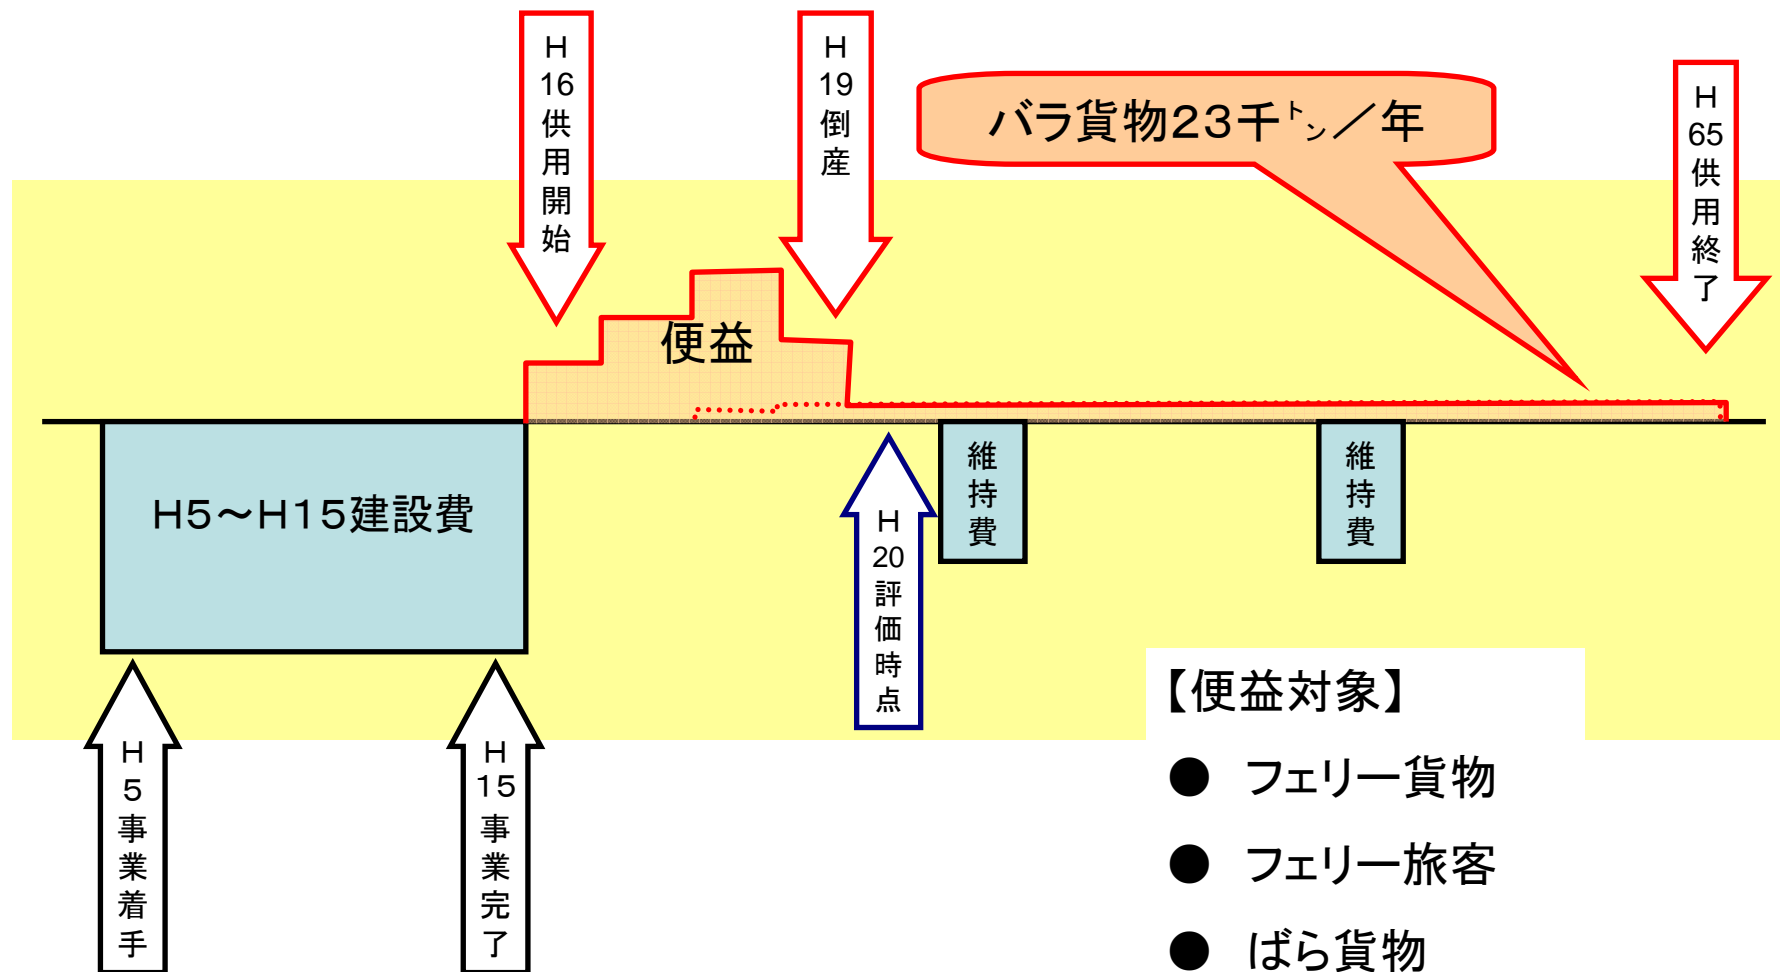 H16供用開始
H19倒産
バラ貨物23千トン／年
H65供用終了
便益
H5～H15建設費
維持費
維持費
H20評価時点
H5事業着手
H15事業完了
【便益対象】
● フェリー貨物
● フェリー旅客
● ばら貨物